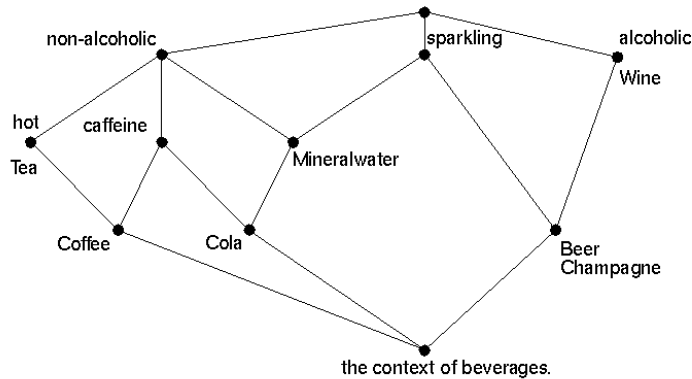 non-alcoholic
sparkling
alcoholic
Wine
hot
caffeine
Tea
Mineralwater
Coffee
Cola
Beer
Champagne
the context of beverages.